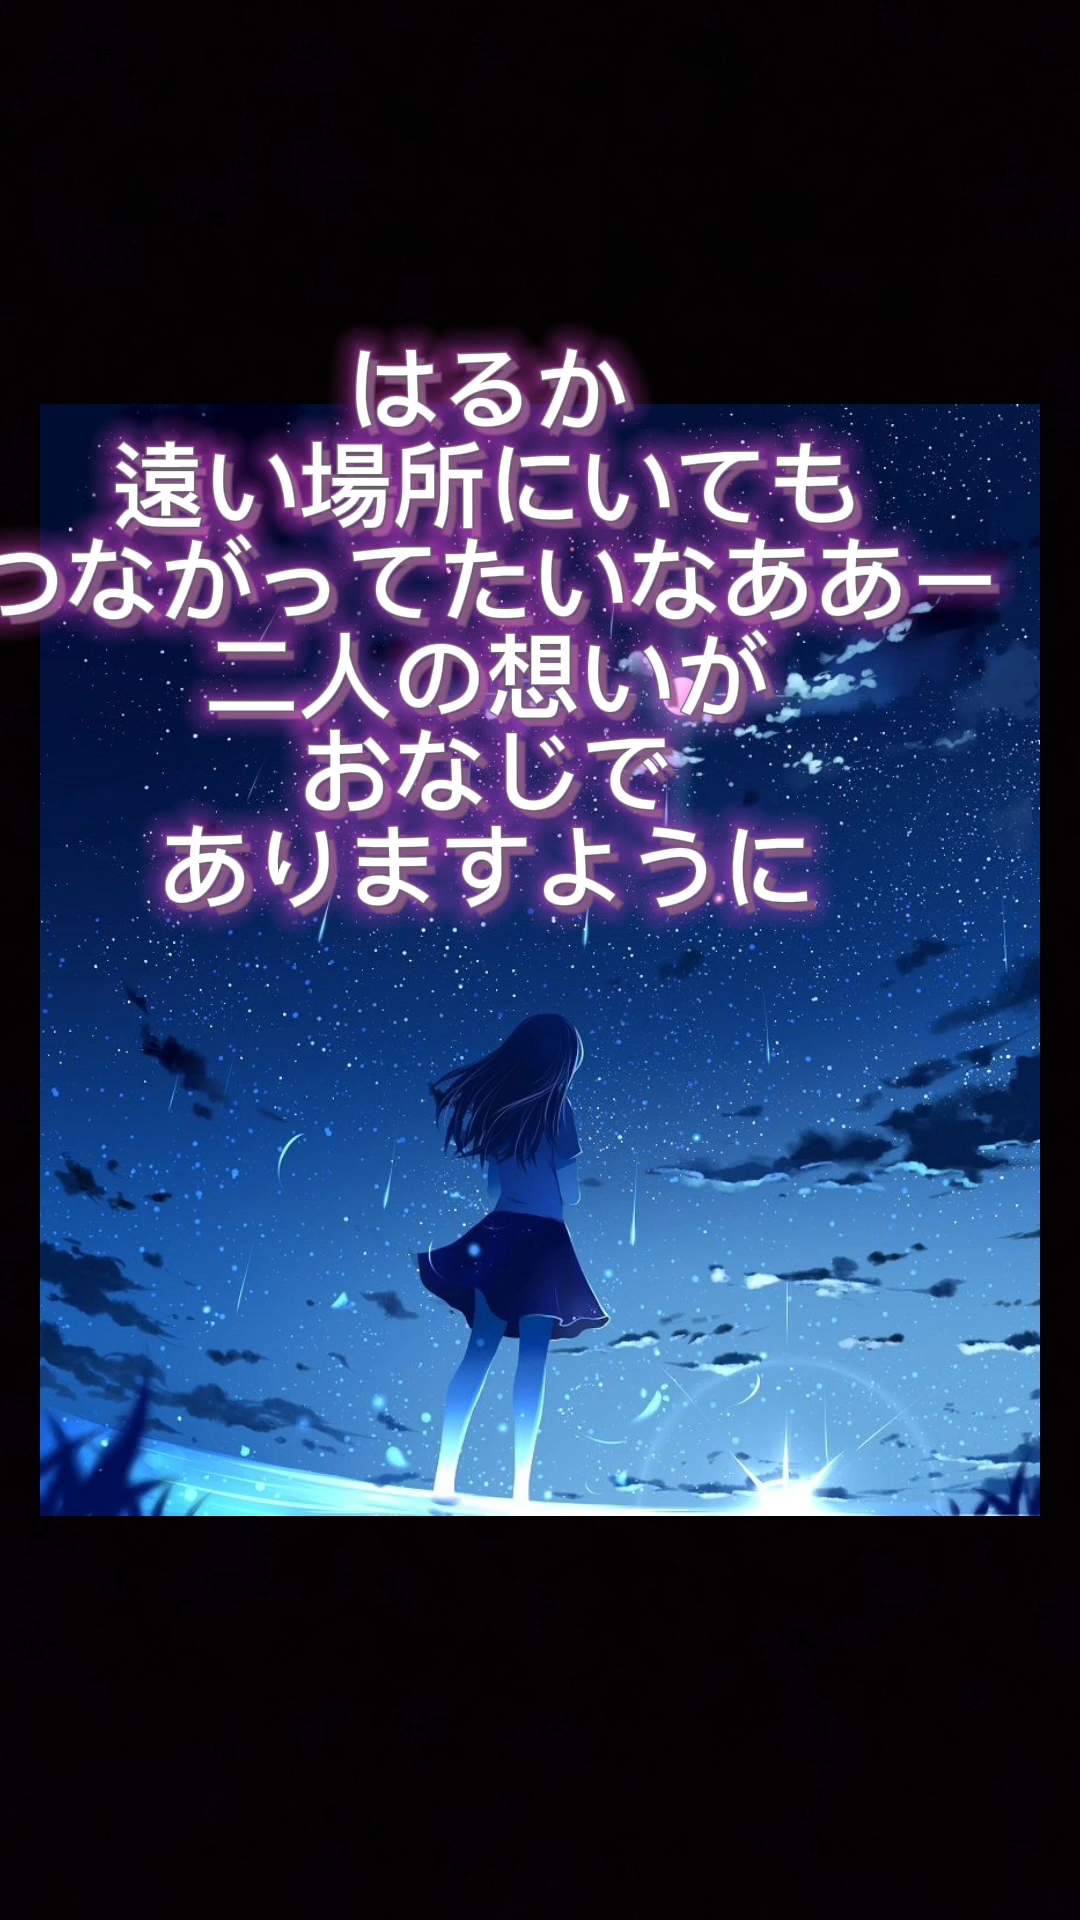 はるか
遠い場所にいても
つながってたいなああー
二人の想いが
おなじで
ありますように